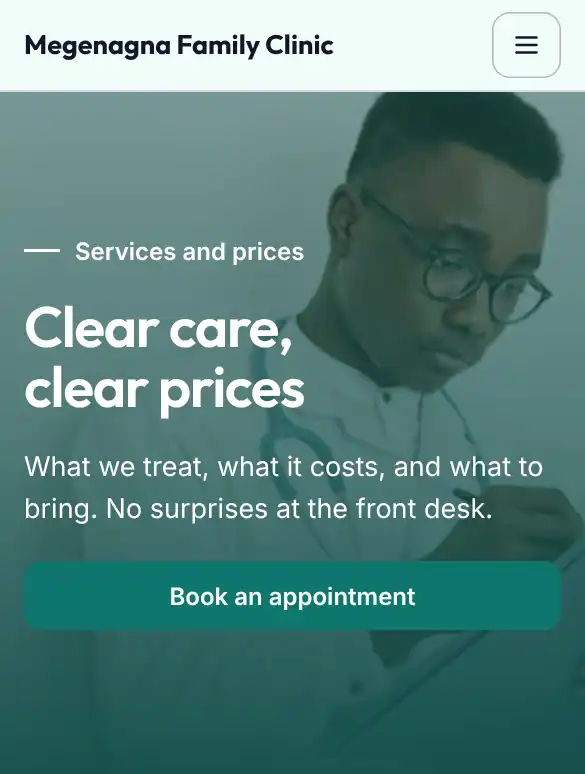 Megenagna Family Clinic
Services and prices
Clear care,
clear prices
What we treat, what it costs, and what to
bring. No surprises at the front desk.
Book an appointment